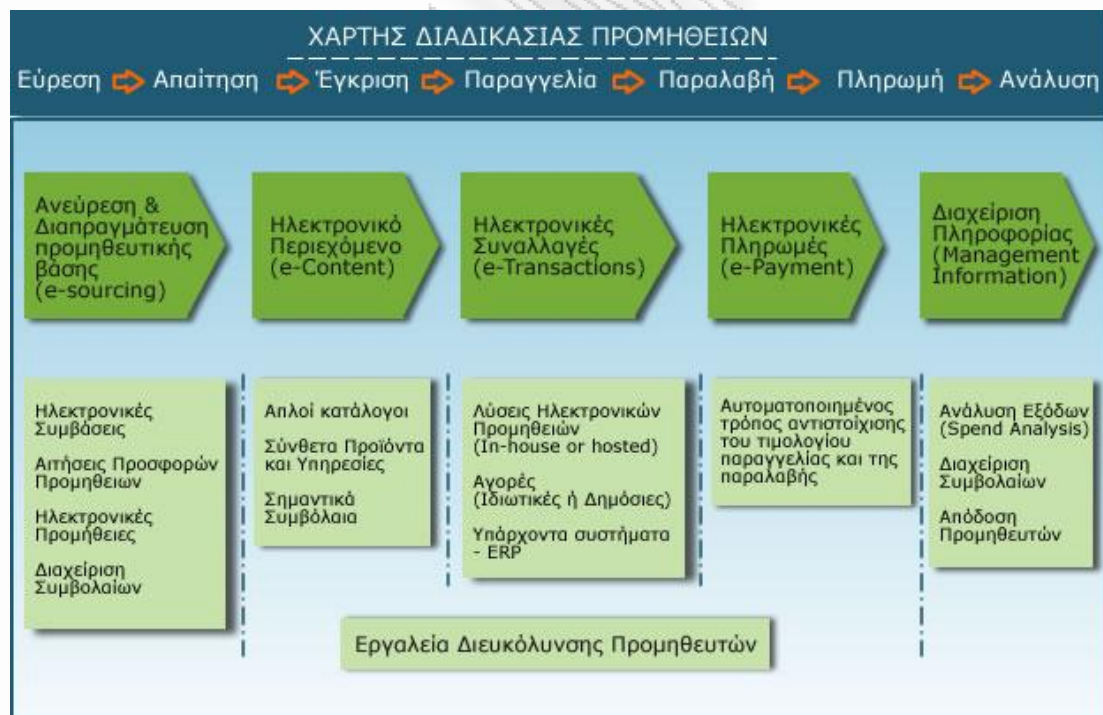 ΧΑΡΤΗΣ ΔΙΑΔΙΚΑΣΙΑΣ ΠΡΟΜΗΘΕΙΩΝ
Εύρεση Απαίτηση Έγκριση Παραγγελία Παραλαβή Πληρωμή Ανάλυση
Ανεύρεση &
Διαπραγμάτευση
προμηθευτικής
βάσης
(e-sourcing)
Ηλεκτρονικό
Περιεχόμενο
(e-Content)
Ηλεκτρονικές
Συναλλαγές
(e-Transactions)
Ηλεκτρονικές
Πληρωμές
(e-Payment)
Διαχείριση
Πληροφορίας
(Management
Information)
Ηλεκτρονικές
Συμβάσεις
Αιτήσεις Προσφορών
Προμηθειων
Ηλεκτρονικές
Προμήθειες
Διαχείριση
Συμβολαίων
Απλοί κατάλογοι
Σύνθετα Προϊόντα
και Υπηρεσίες
Σημαντικά
Συμβόλαια
Λύσεις Ηλεκτρονικών
Προμηθειών
(In-house or hosted)
Αγορές
(Ιδιωτικές ή Δημόσιες)
Υπάρχοντα συστήματα
- ERP
Αυτοματοποιημένος
τρόπος αντιστοίχισης
του τιμολογίου
παραγγελίας και της
παραλαβής
Ανάλυση Εξόδων
(Spend Analysis)
Διαχείριση
Συμβολαίων
Απόδοση
Προμηθευτών
Εργαλεία Διευκόλυνσης Προμηθευτών